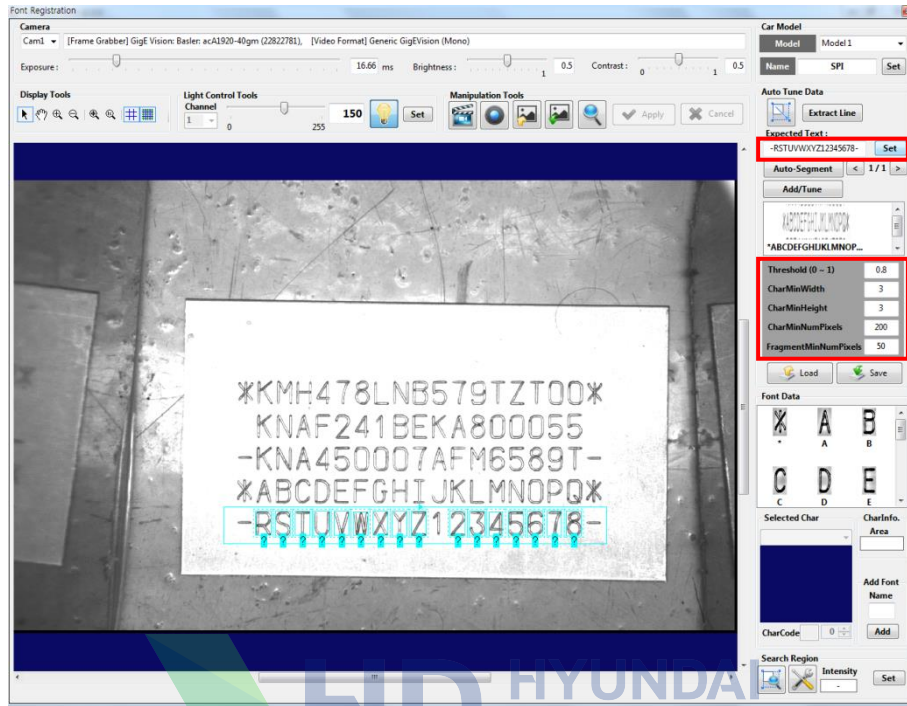 Font Registration
Camera
Cam1 [Frame Grabber] GigE Vision: Basler: acA1920-40gm (22822781), [Video Format] Generic GigEVision (Mono)
Exposure : 16.66 ms Brightness : 1 0.5 Contrast : 0 1 0.5
Display Tools
Light Control Tools
Channel
1 0 255 150 Set
Manipulation Tools
Apply Cancel
*KMH478LNB579TZT00*
KNAF241BEKA800055
-KNA450007AFM6589T-
*ABCDEFGHIJKLMNOPQ*
-RSTUVWXYZ12345678-
? ? ? ? ? ? ? ? ? ? ? ? ? ? ? ?
Car Model
Model Model 1
Name SPI Set
Auto Tune Data
Extract Line
Expected Text :
-RSTUVWXYZ12345678- Set
Auto-Segment < 1 / 1 >
Add/Tune
*ABCDEFGHIJKLMNOPQ*
*ABCDEFGHIJKLMNOP...
Threshold (0 ~ 1) 0.8
CharMinWidth 3
CharMinHeight 3
CharMinNumPixels 200
FragmentMinNumPixels 50
Load Save
Font Data
* A B
* A B
C D E
C D E
Selected Char CharInfo.
Area
Add Font
Name
CharCode 0 Add
Search Region
Intensity
- Set
HD HYUNDAI